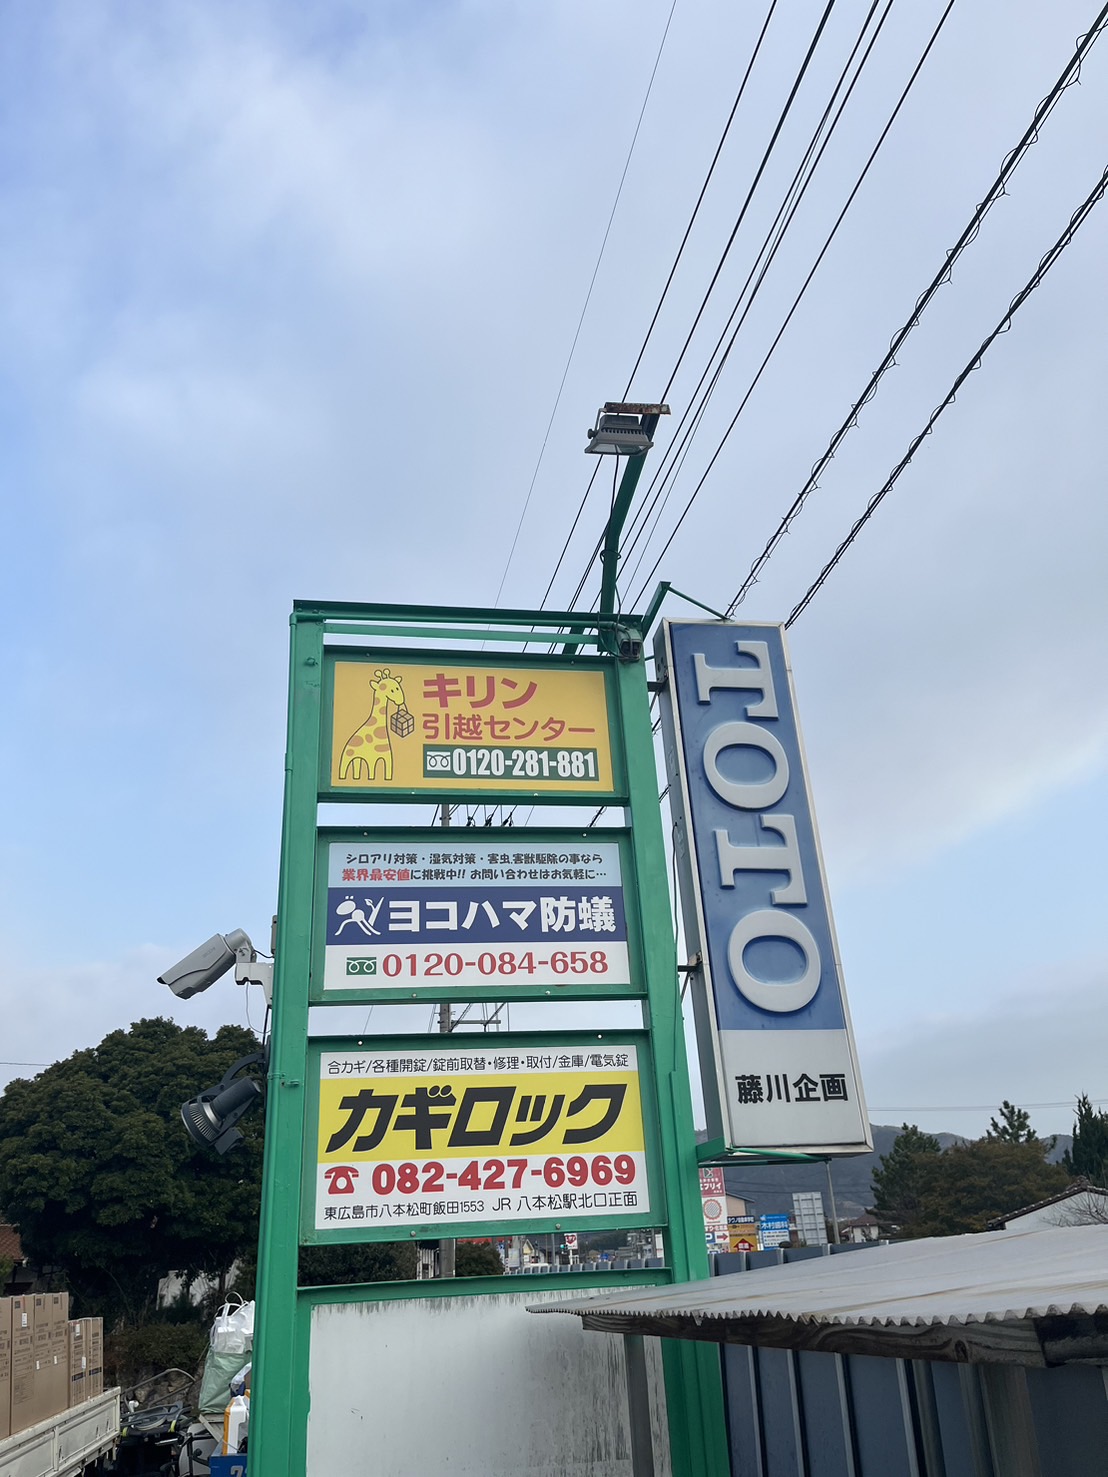 キリン
引越センター
0120-281-881
シロアリ対策・湿気対策・害虫.害獣駆除の事なら
業界最安値に挑戦中!! お問い合わせはお気軽に…
ヨコハマ防蟻
0120-084-658
合カギ/各種開錠/錠前取替・修理・取付/金庫/電気錠
カギロック
082-427-6969
東広島市八本松町飯田1553 JR 八本松駅北口正面
TOTO
藤川企画